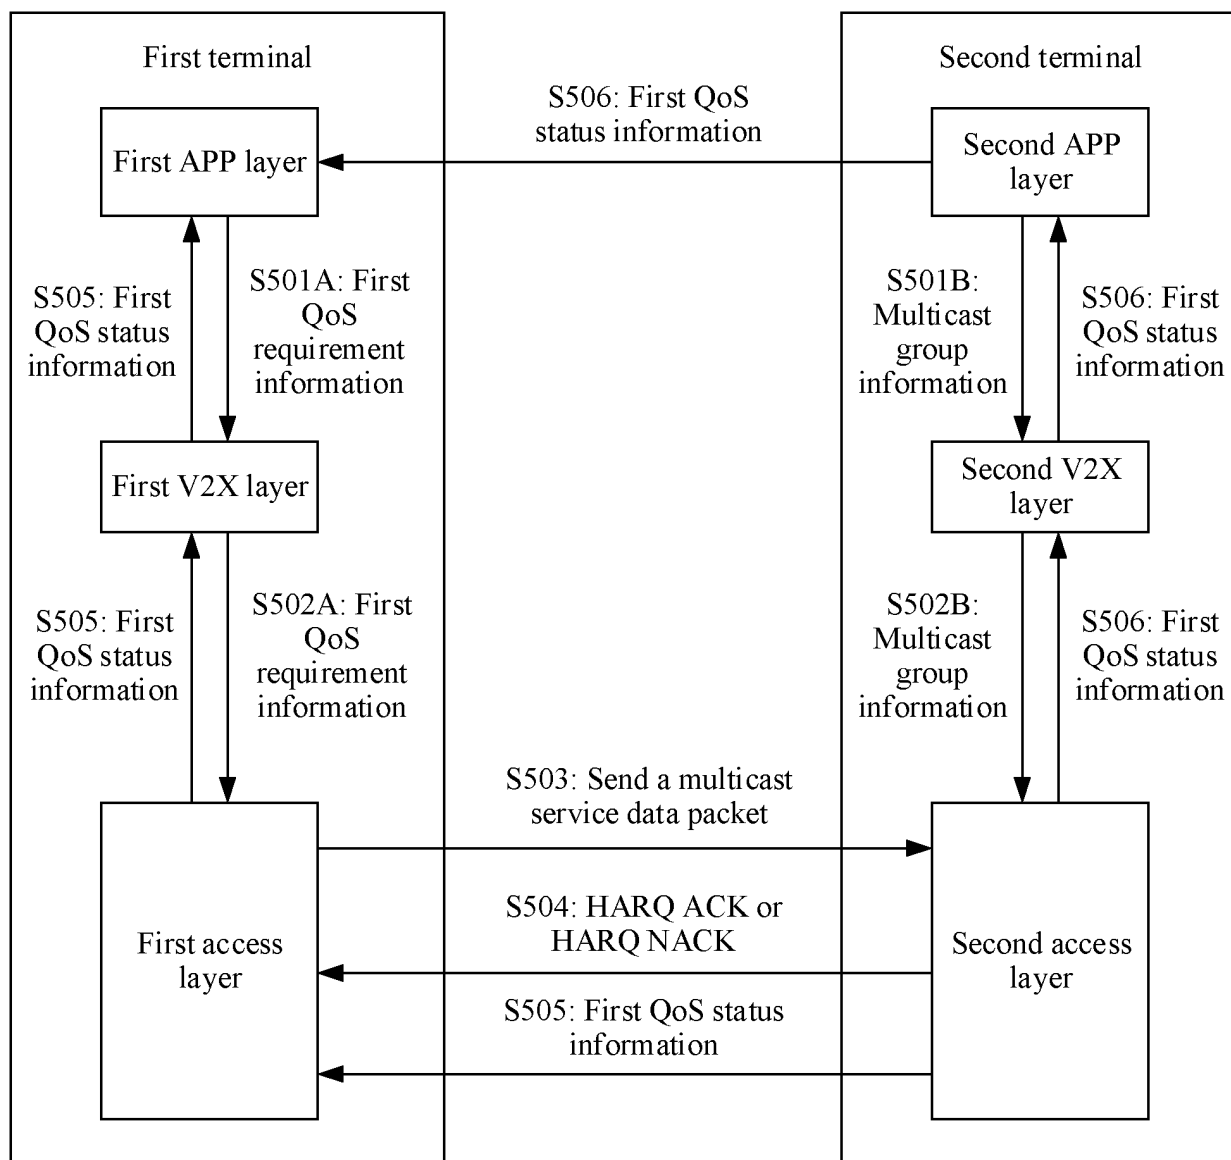 First terminal
Second terminal
S506: First QoS
status information
First APP layer
Second APP
layer
S505: First
QoS status
information
S501A: First
QoS
requirement
information
S501B:
Multicast
group
information
S506: First
QoS status
information
First V2X layer
Second V2X
layer
S505: First
QoS status
information
S502A: First
QoS
requirement
information
S502B:
Multicast
group
information
S506: First
QoS status
information
S503: Send a multicast
service data packet
S504: HARQ ACK or
HARQ NACK
First access
layer
Second access
layer
S505: First QoS status
information